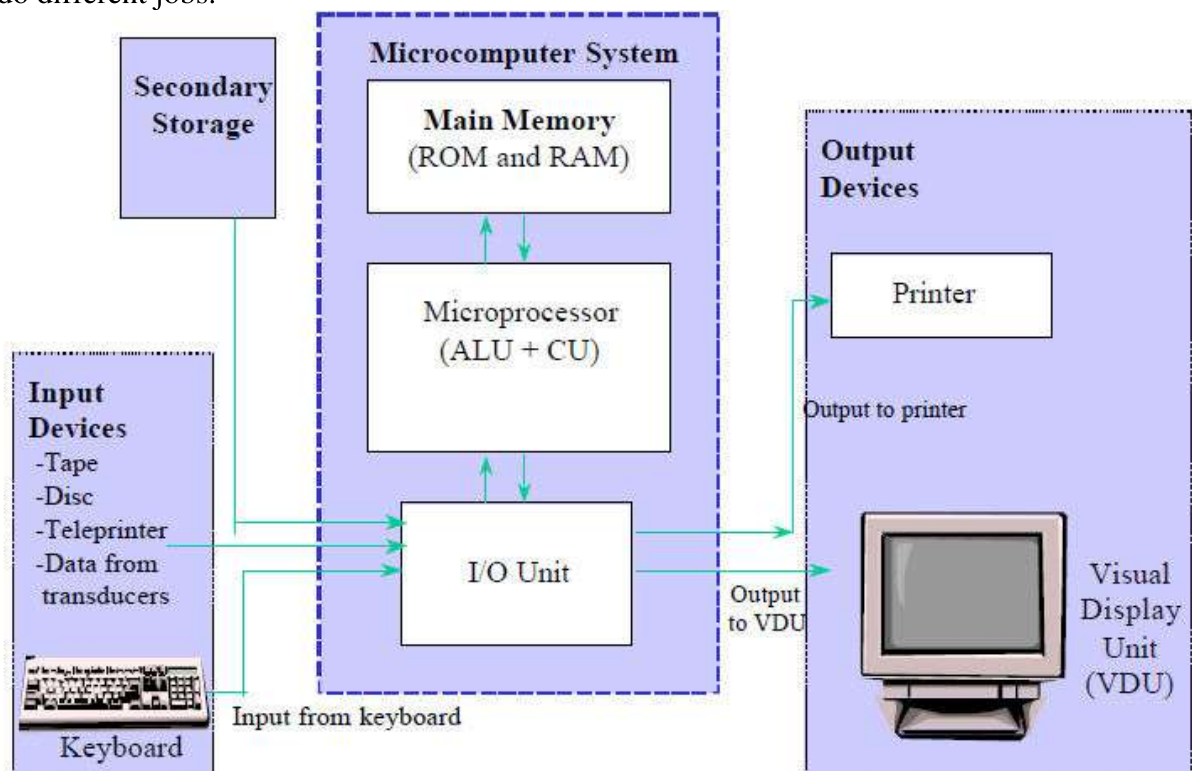 do different jobs.
Microcomputer System
Secondary
Storage
Main Memory
(ROM and RAM)
Output
Devices
Microprocessor
(ALU + CU)
Printer
Input
Devices
-Tape
-Disc
-Teleprinter
-Data from
transducers
Output to printer
I/O Unit
Output
to VDU
Visual
Display
Unit
(VDU)
Input from keyboard
Keyboard